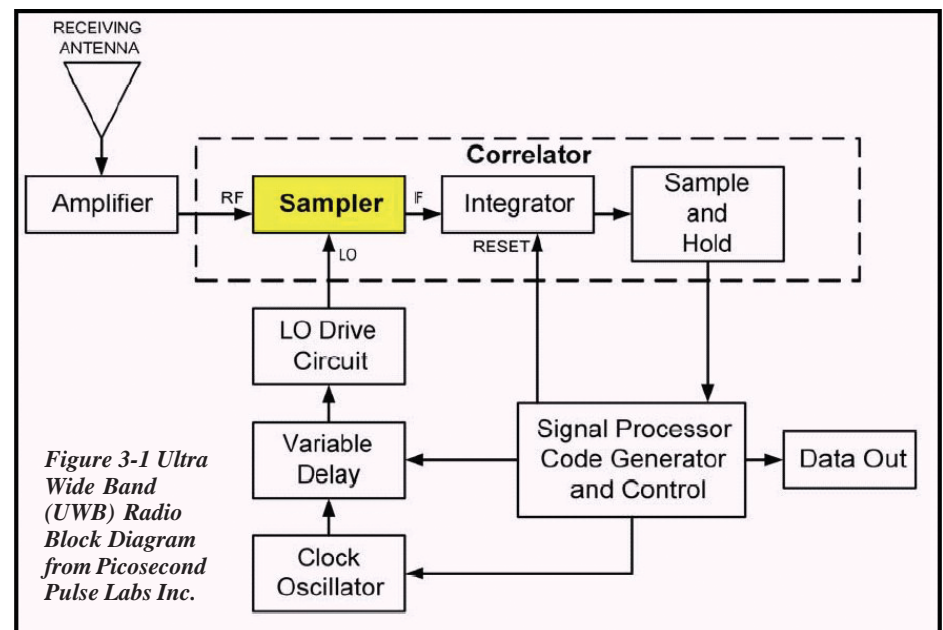 RECEIVING
ANTENNA
Correlator
Amplifier
RF
Sampler
IF
Integrator
Sample
and
Hold
RESET
LO
LO Drive
Circuit
Variable
Delay
Signal Processor
Code Generator
and Control
Data Out
Clock
Oscillator
Figure 3-1 Ultra
Wide Band
(UWB) Radio
Block Diagram
from Picosecond
Pulse Labs Inc.